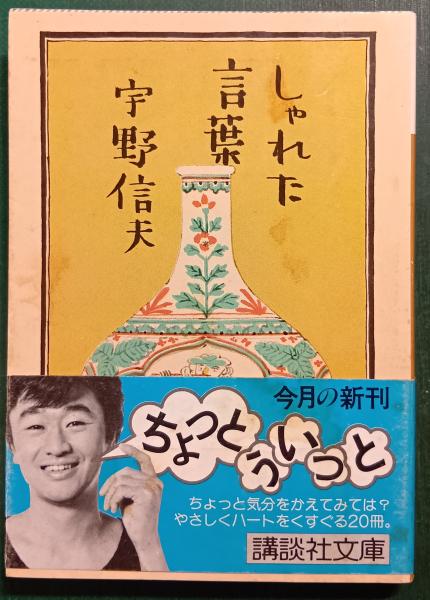 しゃれた
言葉
宇野信夫
今月の新刊
ちょっと
ういっと
ちょっと気分をかえてみては?
やさしくハートをくすぐる20冊。
講談社文庫